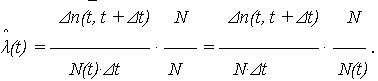 λ̂(t) = Δn(t, t + Δt) / N(t)·Δt · N / N = Δn(t, t + Δt) / N·Δt · N / N(t) .